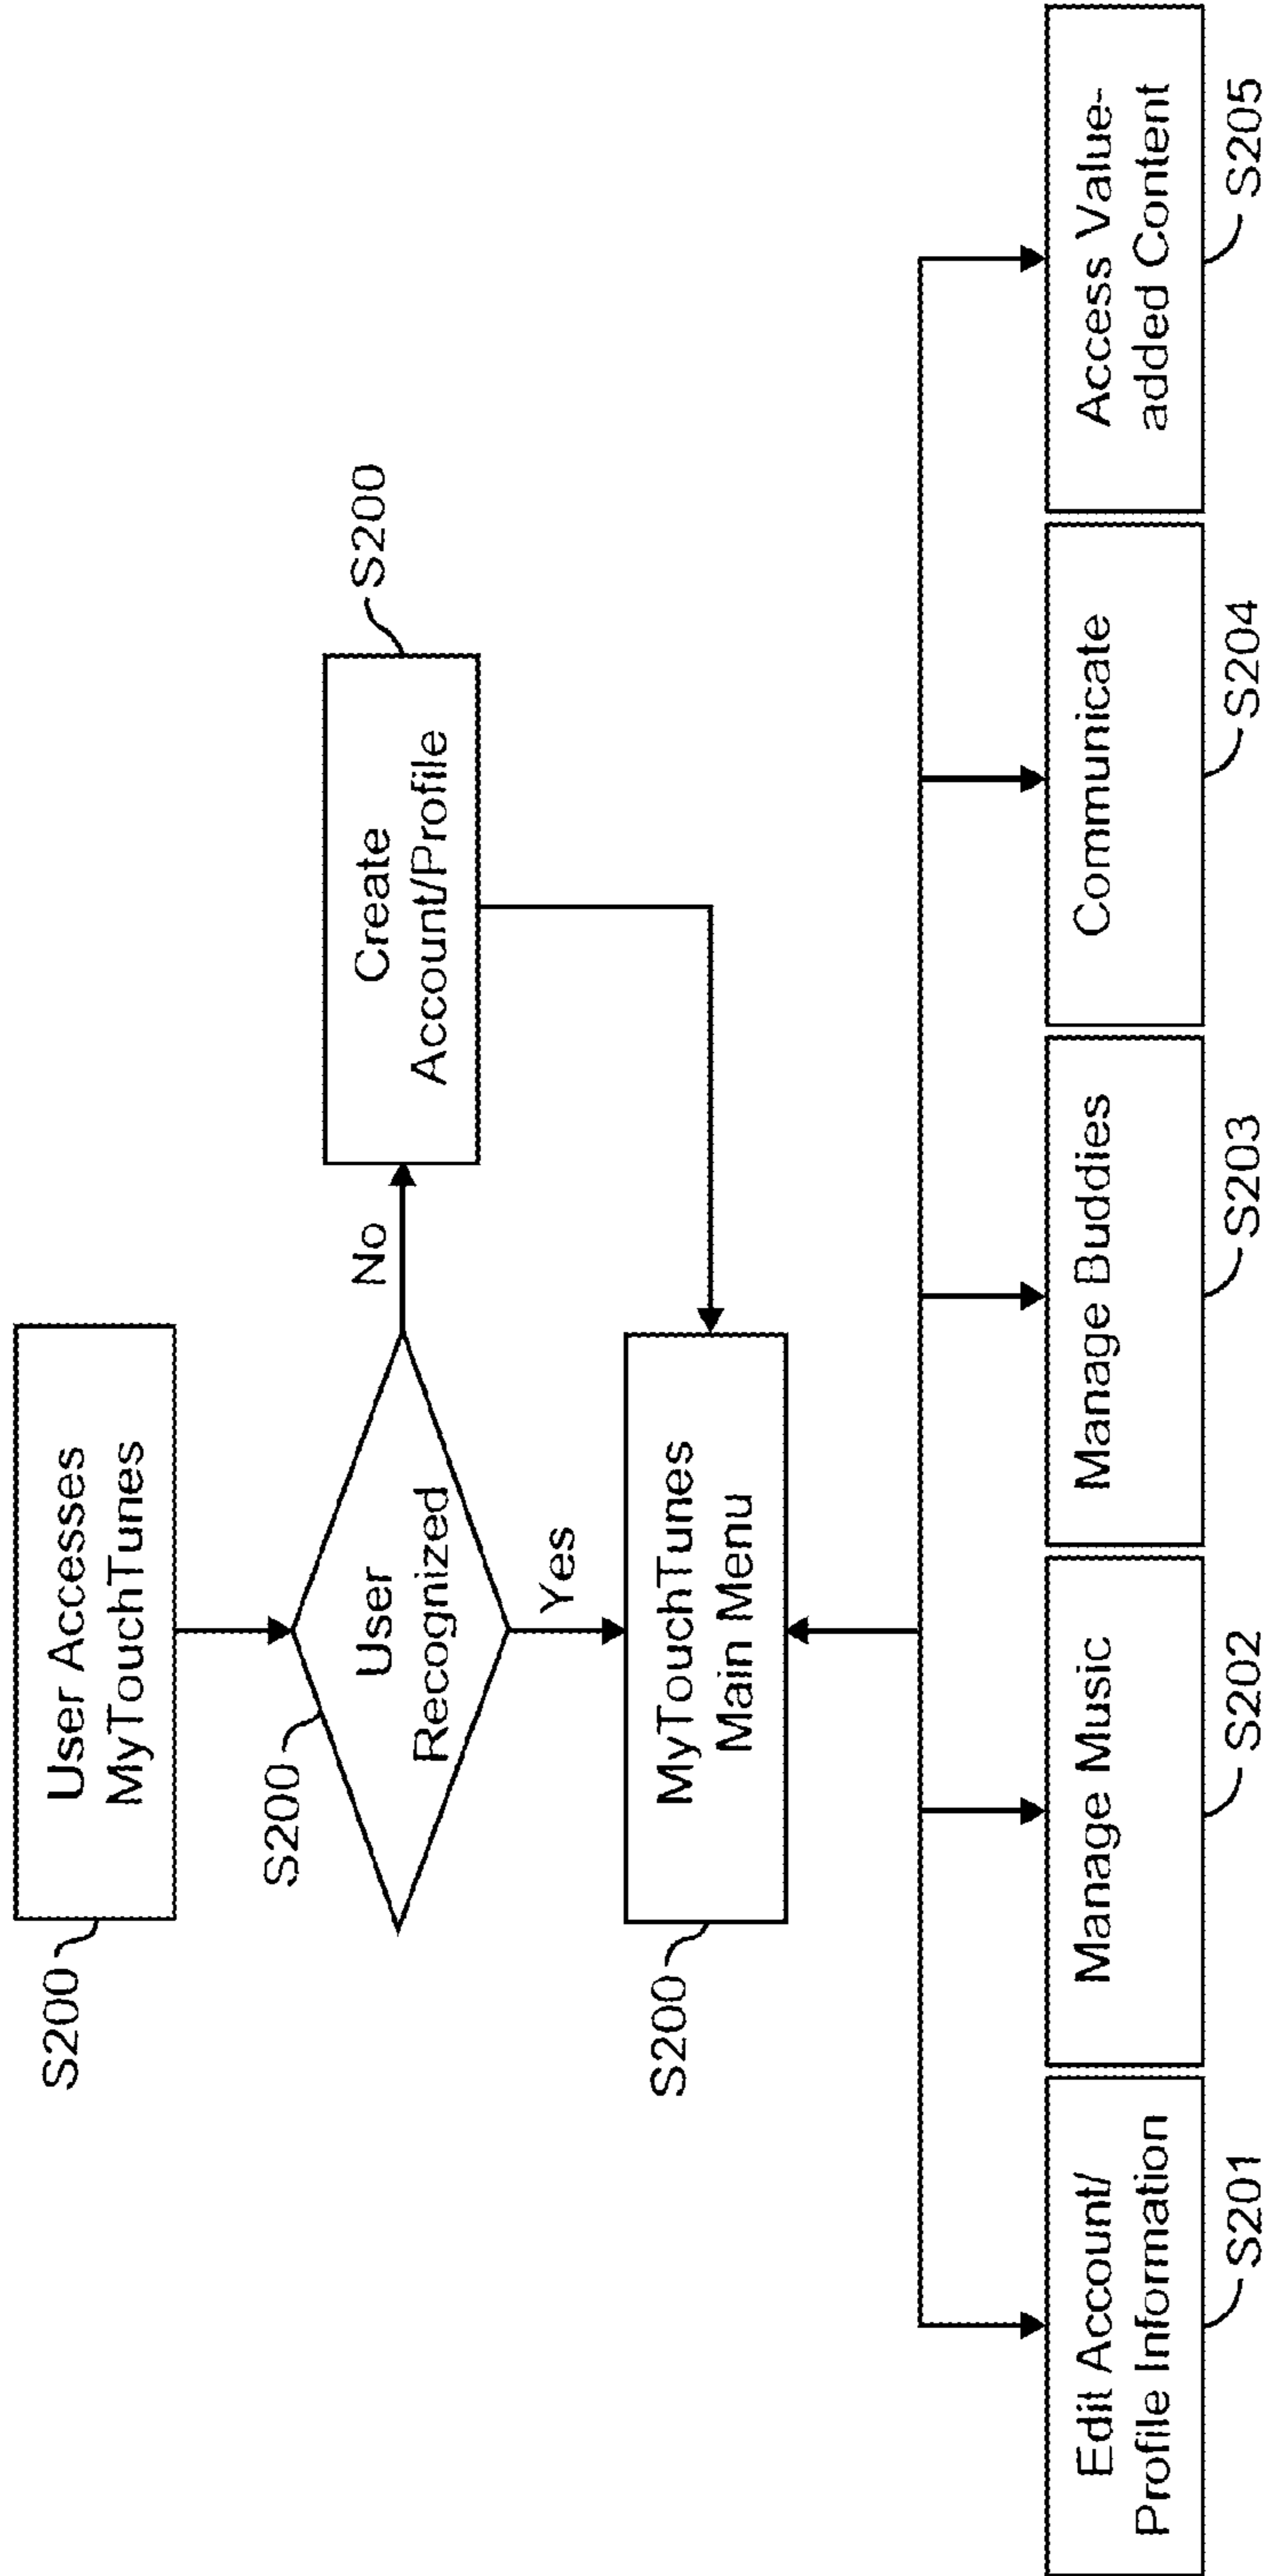 User Accesses
MyTouchTunes
S200
S200
User
Recognized
No
Create
Account/Profile
S200
Yes
MyTouchTunes
Main Menu
S200
Edit Account/
Profile Information
S201
Manage Music
S202
Manage Buddies
S203
Communicate
S204
Access Value-
added Content
S205